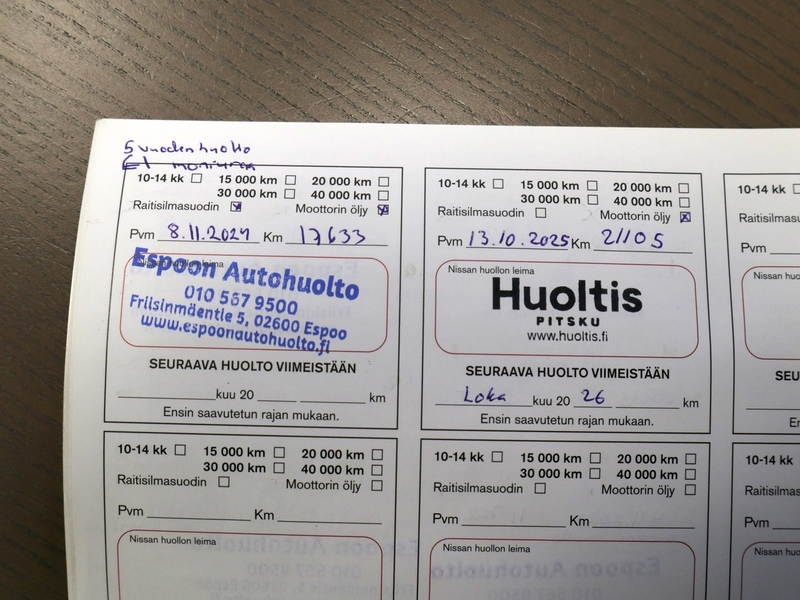 5 vuodenhuolto
10-14 kk 15 000 km 20 000 km
30 000 km 40 000 km
Raitisilmasuodin Moottorin öljy
Pvm 8.11.2024 Km 17633
Nissan huollon leima
Espoon Autohuolto
010 567 9500
Friisinmäentie 5, 02600 Espoo
www.espoonautohuolto.fi
SEURAAVA HUOLTO VIIMEISTÄÄN
kuu 20 km
Ensin saavutetun rajan mukaan.
10-14 kk 15 000 km 20 000 km
30 000 km 40 000 km
Raitisilmasuodin Moottorin öljy
Pvm 13.10.2025 Km 21105
Nissan huollon leima
Huoltis
PITSKU
www.huoltis.fi
SEURAAVA HUOLTO VIIMEISTÄÄN
Loka kuu 20 26 km
Ensin saavutetun rajan mukaan.
10-14 kk
Raitisilmasu
Pvm
Nissan huo
SEU
E
10-14 kk 15 000 km 20 000 km
30 000 km 40 000 km
Raitisilmasuodin Moottorin öljy
Pvm Km
Nissan huollon leima
10-14 kk 15 000 km 20 000 km
30 000 km 40 000 km
Raitisilmasuodin Moottorin öljy
Pvm Km
Nissan huollon leima
10-14 kk
Raitisilmas
Pvm
Nissan huo